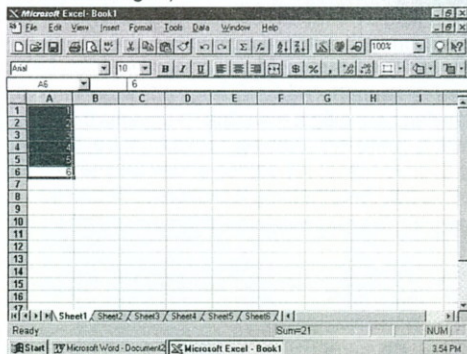 Microsoft Excel - Book1
File Edit View Insert Format Tools Data Window Help
100%
Arial 10 B I U $ % ,
A6 6
A B C D E F G H I
1 1
2 2
3 3
4 4
5 5
6 6
7
8
9
10
11
12
13
14
15
16
17
Sheet1 Sheet2 Sheet3 Sheet4 Sheet5 Sheet6
Ready Sum=21 NUM
Start Microsoft Word - Document2 Microsoft Excel - Book1 3:54 PM